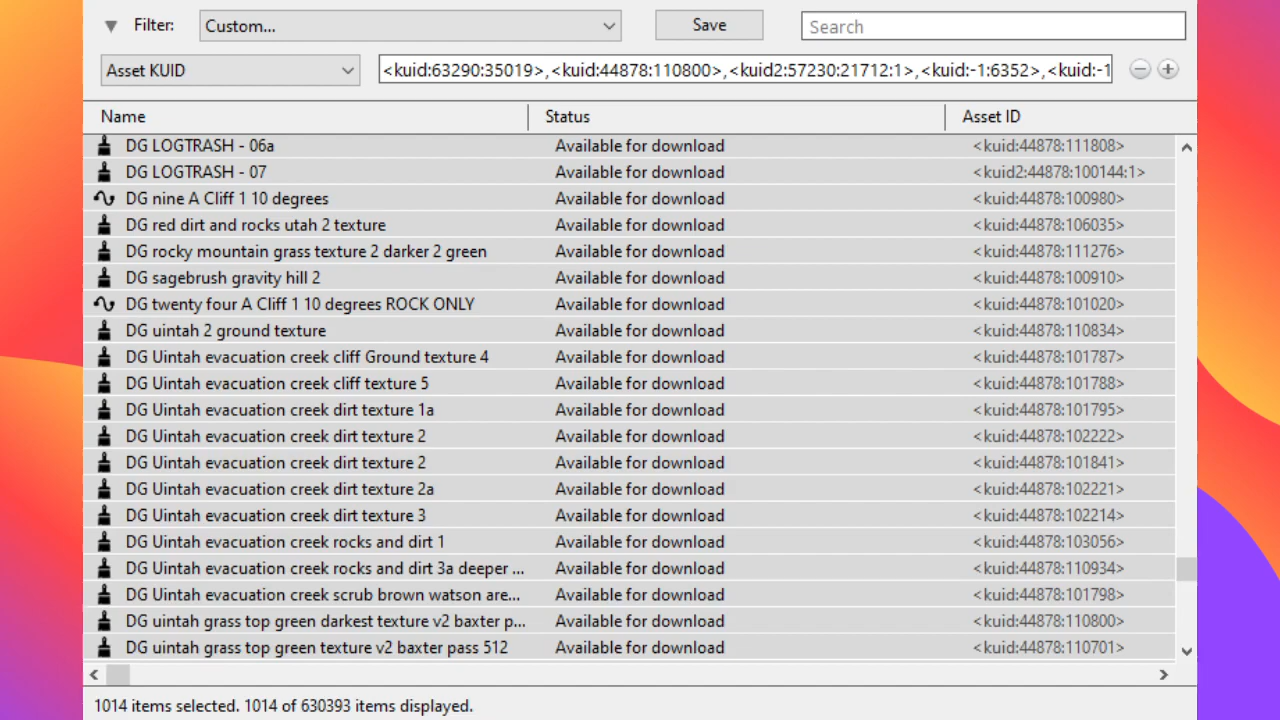 Filter: Custom... Save Search
Asset KUID <kuid:63290:35019>,<kuid:44878:110800>,<kuid2:57230:21712:1>,<kuid:-1:6352>,<kuid:-1
Name Status Asset ID
DG LOGTRASH - 06a Available for download <kuid:44878:111808>
DG LOGTRASH - 07 Available for download <kuid2:44878:100144:1>
DG nine A Cliff 1 10 degrees Available for download <kuid:44878:100980>
DG red dirt and rocks utah 2 texture Available for download <kuid:44878:106035>
DG rocky mountain grass texture 2 darker 2 green Available for download <kuid:44878:111276>
DG sagebrush gravity hill 2 Available for download <kuid:44878:100910>
DG twenty four A Cliff 1 10 degrees ROCK ONLY Available for download <kuid:44878:101020>
DG uintah 2 ground texture Available for download <kuid:44878:110834>
DG Uintah evacuation creek cliff Ground texture 4 Available for download <kuid:44878:101787>
DG Uintah evacuation creek cliff texture 5 Available for download <kuid:44878:101788>
DG Uintah evacuation creek dirt texture 1a Available for download <kuid:44878:101795>
DG Uintah evacuation creek dirt texture 2 Available for download <kuid:44878:102222>
DG Uintah evacuation creek dirt texture 2 Available for download <kuid:44878:101841>
DG Uintah evacuation creek dirt texture 2a Available for download <kuid:44878:102221>
DG Uintah evacuation creek dirt texture 3 Available for download <kuid:44878:102214>
DG Uintah evacuation creek rocks and dirt 1 Available for download <kuid:44878:103056>
DG Uintah evacuation creek rocks and dirt 3a deeper ... Available for download <kuid:44878:110934>
DG Uintah evacuation creek scrub brown watson are... Available for download <kuid:44878:101798>
DG uintah grass top green darkest texture v2 baxter p... Available for download <kuid:44878:110800>
DG uintah grass top green texture v2 baxter pass 512 Available for download <kuid:44878:110701>
1014 items selected. 1014 of 630393 items displayed.